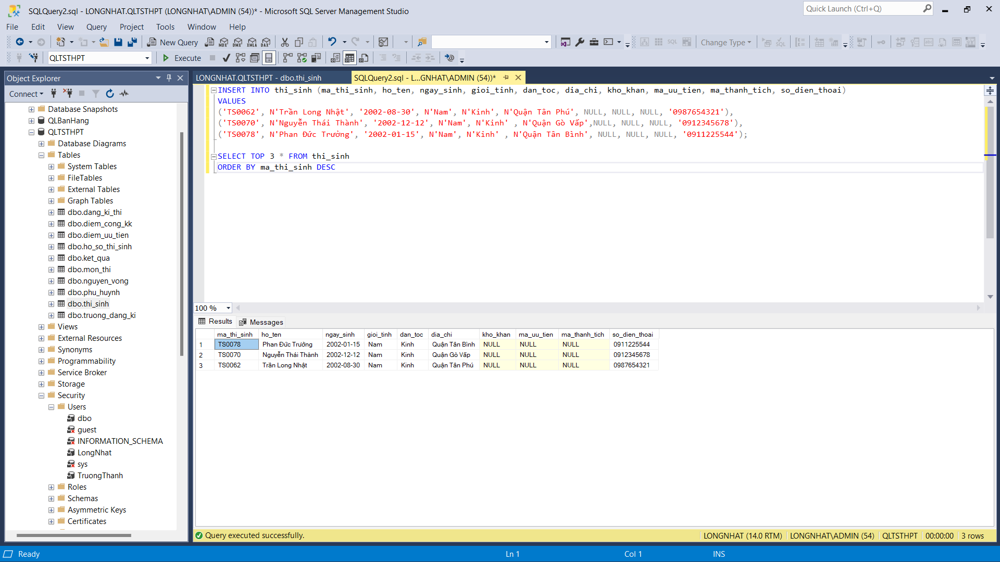 SQLQuery2.sql - LONGNHAT.QLTSTHPT (LONGNHAT\ADMIN (54))* - Microsoft SQL Server Management Studio
Quick Launch (Ctrl+Q)
File Edit View Query Project Tools Window Help
New Query MDX DMX XMLA DAX SQL Change Type
QLTSTHPT Execute
Object Explorer
Connect
Database Snapshots
QLBanHang
QLTSTHPT
Database Diagrams
Tables
System Tables
FileTables
External Tables
Graph Tables
dbo.dang_ki_thi
dbo.diem_cong_kk
dbo.diem_uu_tien
dbo.ho_so_thi_sinh
dbo.ket_qua
dbo.mon_thi
dbo.nguyen_vong
dbo.phu_huynh
dbo.thi_sinh
dbo.truong_dang_ki
Views
External Resources
Synonyms
Programmability
Service Broker
Storage
Security
Users
dbo
guest
INFORMATION_SCHEMA
LongNhat
sys
TruongThanh
Roles
Schemas
Asymmetric Keys
Certificates
LONGNHAT.QLTSTHPT - dbo.thi_sinh
SQLQuery2.sql - L...GNHAT\ADMIN (54))*
INSERT INTO thi_sinh (ma_thi_sinh, ho_ten, ngay_sinh, gioi_tinh, dan_toc, dia_chi, kho_khan, ma_uu_tien, ma_thanh_tich, so_dien_thoai)
VALUES
('TS0062', N'Trần Long Nhật', '2002-08-30', N'Nam', N'Kinh', N'Quận Tân Phú', NULL, NULL, NULL, '0987654321'),
('TS0070', N'Nguyễn Thái Thành', '2002-12-12', N'Nam', N'Kinh' , N'Quận Gò Vấp',NULL, NULL, NULL, '0912345678'),
('TS0078', N'Phan Đức Trưởng', '2002-01-15', N'Nam', N'Kinh' , N'Quận Tân Bình', NULL, NULL, NULL, '0911225544');
SELECT TOP 3 * FROM thi_sinh
ORDER BY ma_thi_sinh DESC
100 %
Results Messages
ma_thi_sinh ho_ten ngay_sinh gioi_tinh dan_toc dia_chi kho_khan ma_uu_tien ma_thanh_tich so_dien_thoai
1 TS0078 Phan Đức Trưởng 2002-01-15 Nam Kinh Quận Tân Bình NULL NULL NULL 0911225544
2 TS0070 Nguyễn Thái Thành 2002-12-12 Nam Kinh Quận Gò Vấp NULL NULL NULL 0912345678
3 TS0062 Trần Long Nhật 2002-08-30 Nam Kinh Quận Tân Phú NULL NULL NULL 0987654321
Query executed successfully. LONGNHAT (14.0 RTM) LONGNHAT\ADMIN (54) QLTSTHPT 00:00:00 3 rows
Ready Ln 1 Col 1 INS